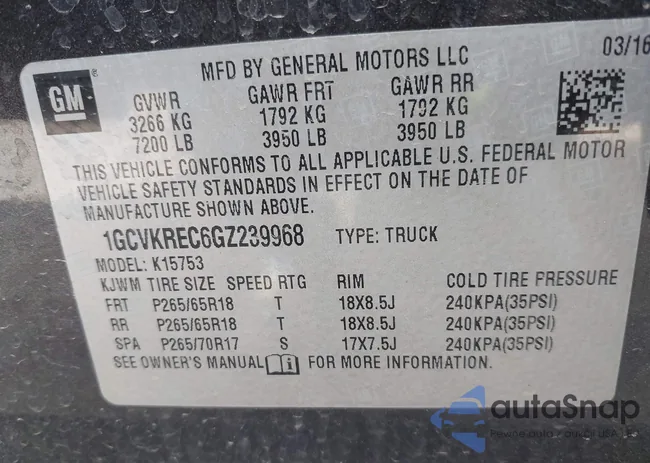 MFD BY GENERAL MOTORS LLC 03/16
GM
GVWR GAWR FRT GAWR RR
3266 KG 1792 KG 1792 KG
7200 LB 3950 LB 3950 LB
THIS VEHICLE CONFORMS TO ALL APPLICABLE U.S. FEDERAL MOTOR
VEHICLE SAFETY STANDARDS IN EFFECT ON THE DATE OF
MANUFACTURE SHOWN ABOVE.
1GCVKREC6GZ239968 TYPE: TRUCK
MODEL: K15753
KJWM TIRE SIZE SPEED RTG RIM COLD TIRE PRESSURE
FRT P265/65R18 T 18X8.5J 240KPA(35PSI)
RR P265/65R18 T 18X8.5J 240KPA(35PSI)
SPA P265/70R17 S 17X7.5J 240KPA(35PSI)
SEE OWNER'S MANUAL i FOR MORE INFORMATION.
autaSnap